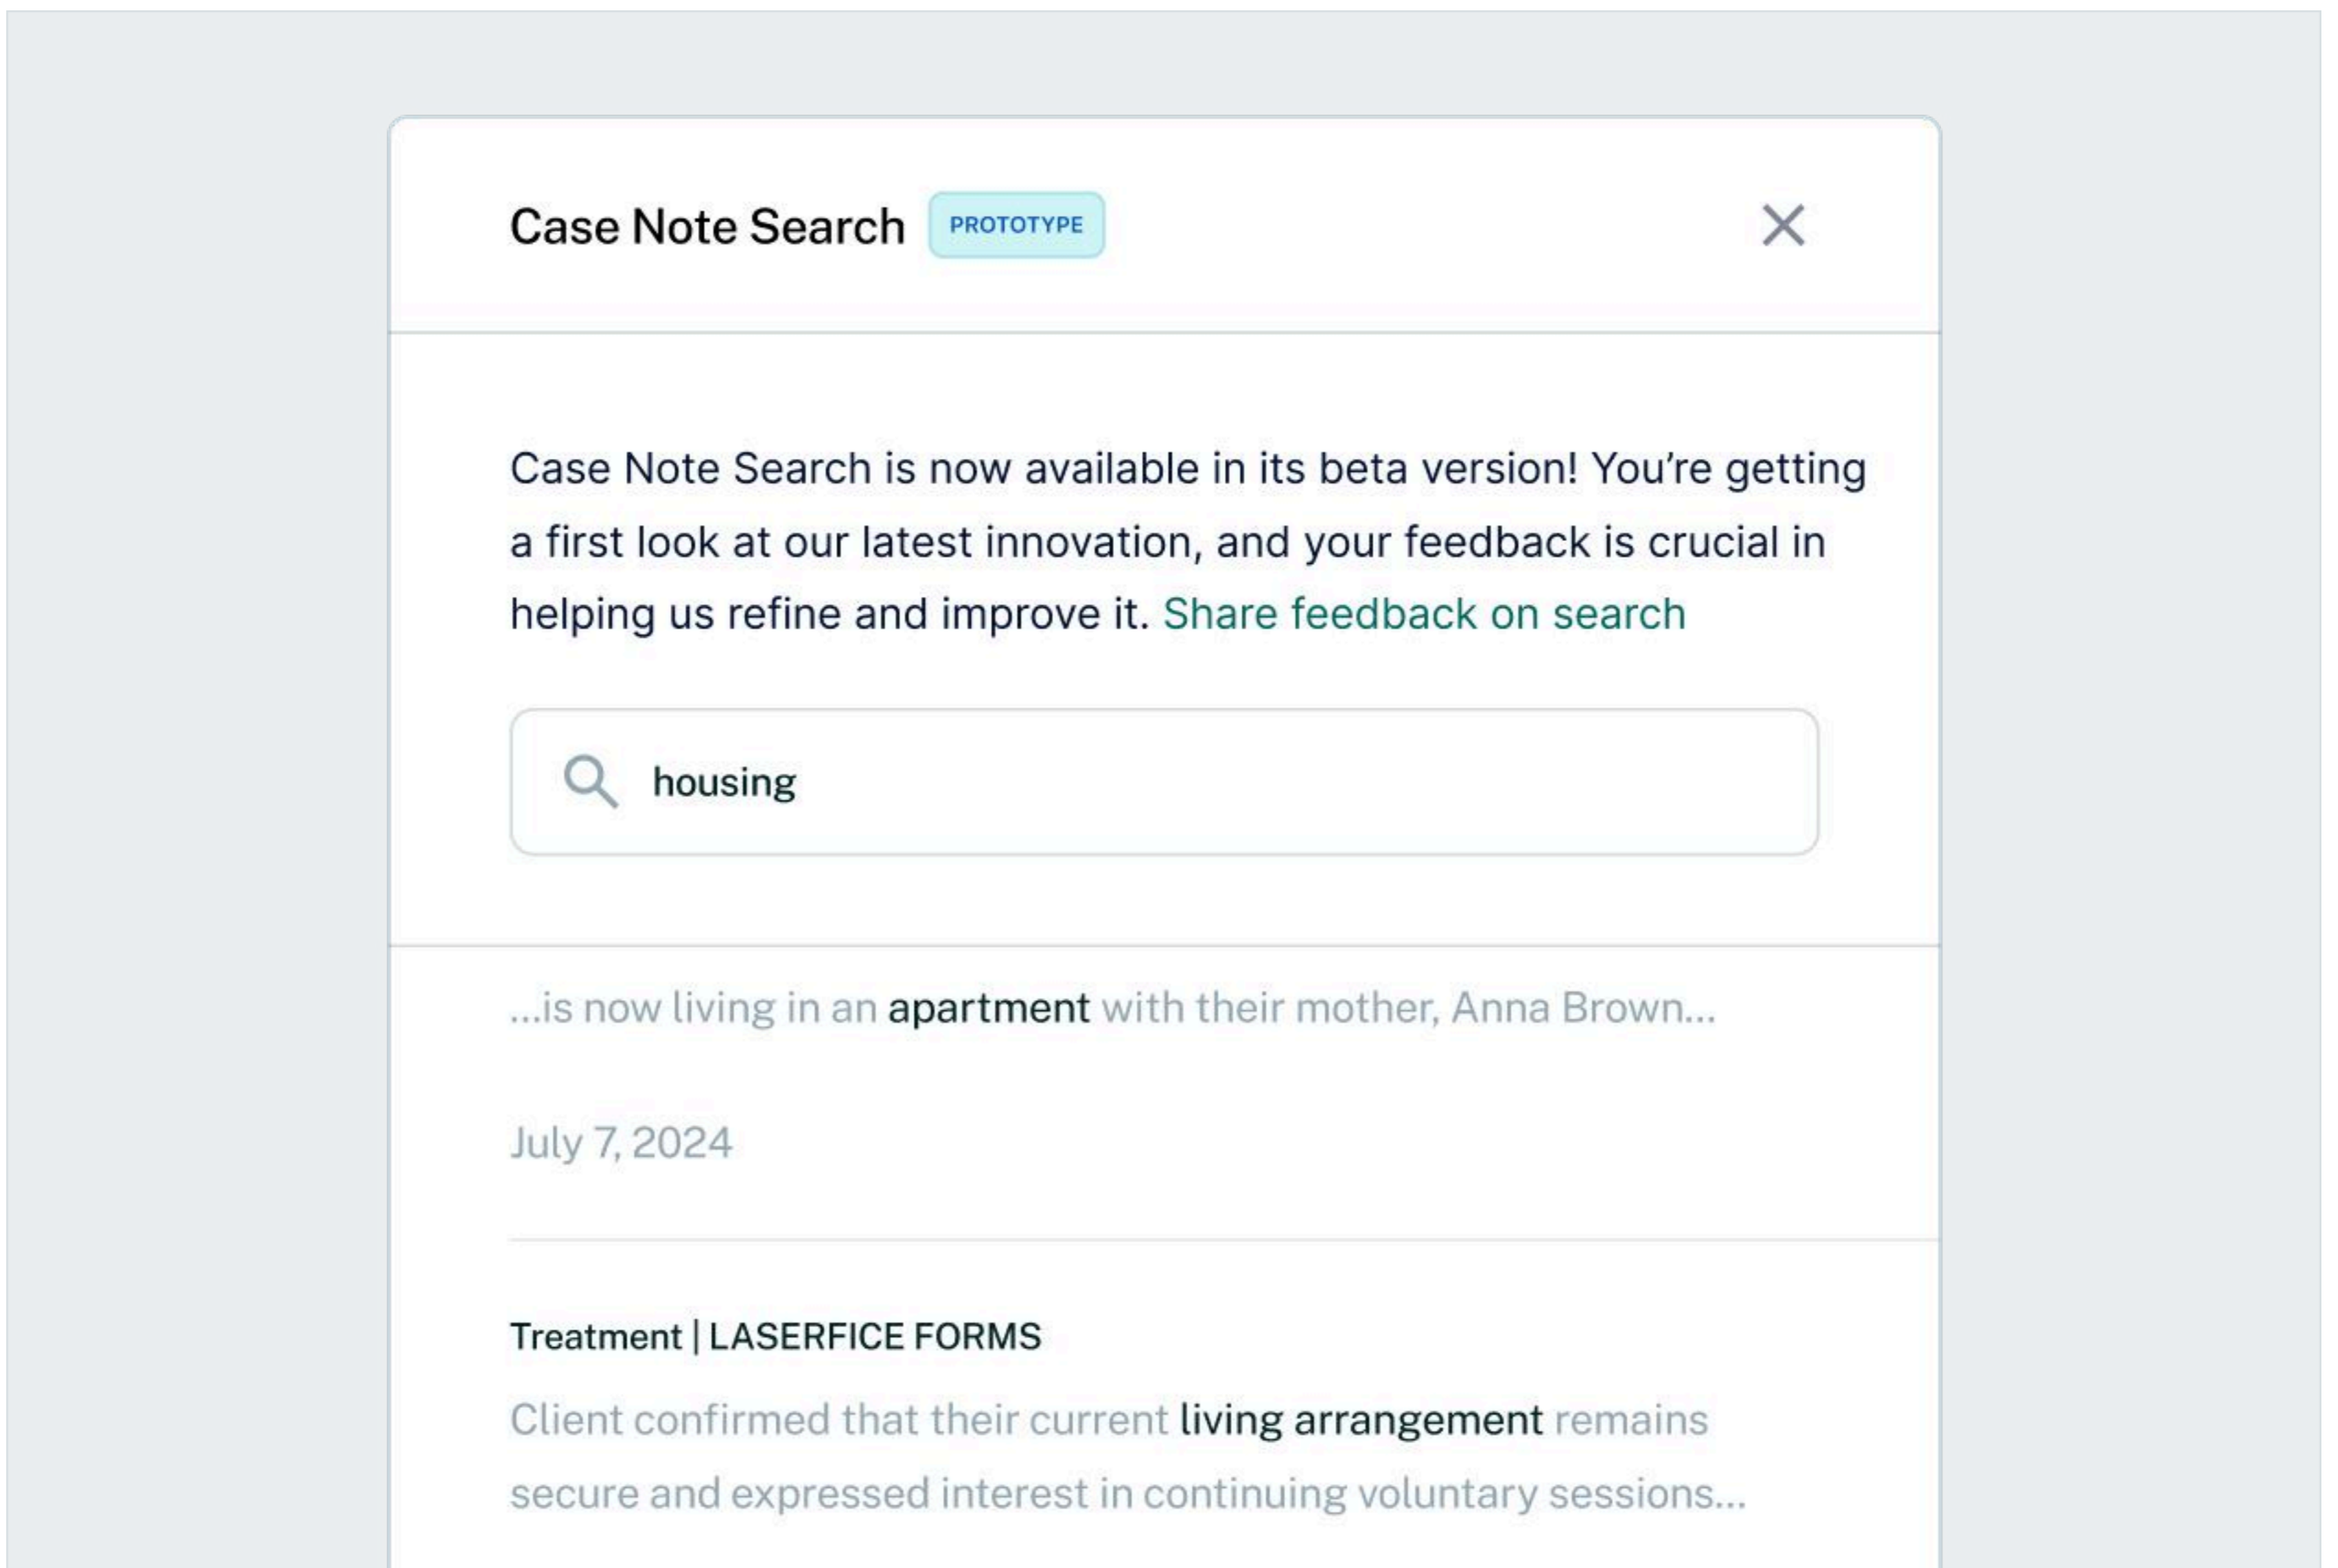 Case Note Search PROTOTYPE
Case Note Search is now available in its beta version! You’re getting
a first look at our latest innovation, and your feedback is crucial in
helping us refine and improve it. Share feedback on search
housing
...is now living in an apartment with their mother, Anna Brown...
July 7, 2024
Treatment | LASERFICE FORMS
Client confirmed that their current living arrangement remains
secure and expressed interest in continuing voluntary sessions...